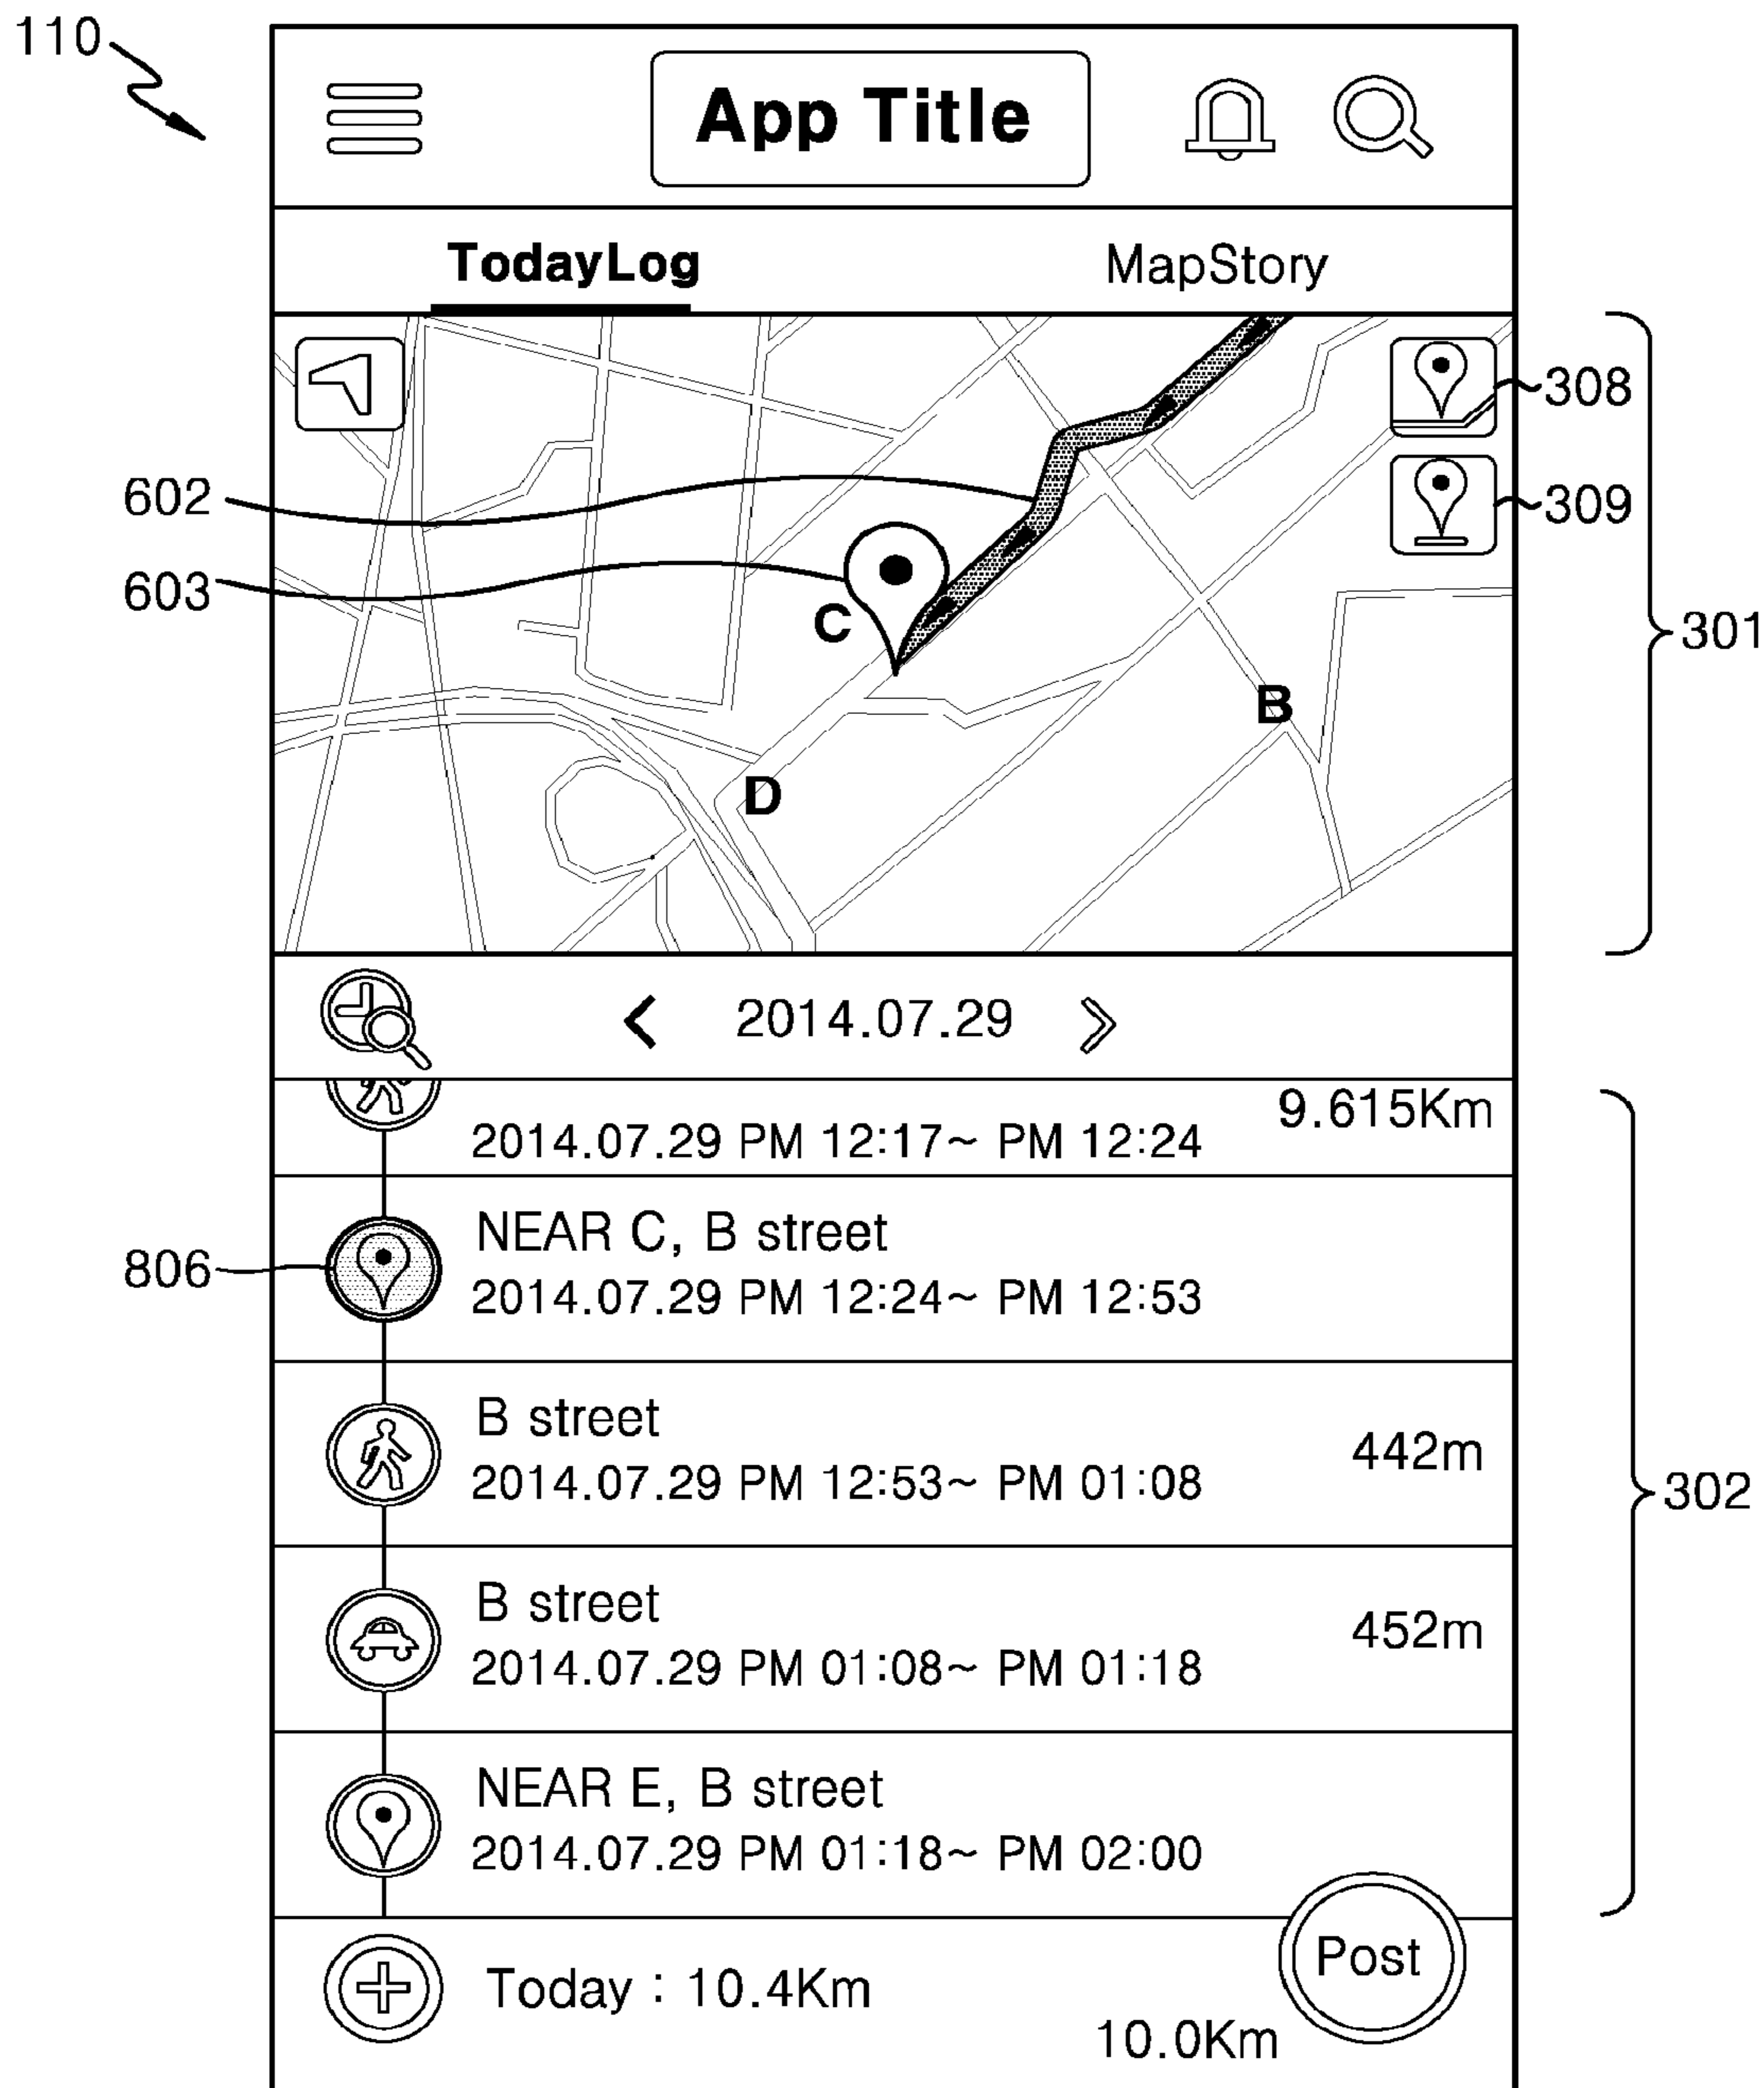 110
App Title
TodayLog
MapStory
308
602
309
603
C
301
B
D
2014.07.29
9.615Km
2014.07.29 PM 12:17~ PM 12:24
806
NEAR C, B street
2014.07.29 PM 12:24~ PM 12:53
B street
442m
2014.07.29 PM 12:53~ PM 01:08
302
B street
452m
2014.07.29 PM 01:08~ PM 01:18
NEAR E, B street
2014.07.29 PM 01:18~ PM 02:00
Post
Today : 10.4Km
10.0Km